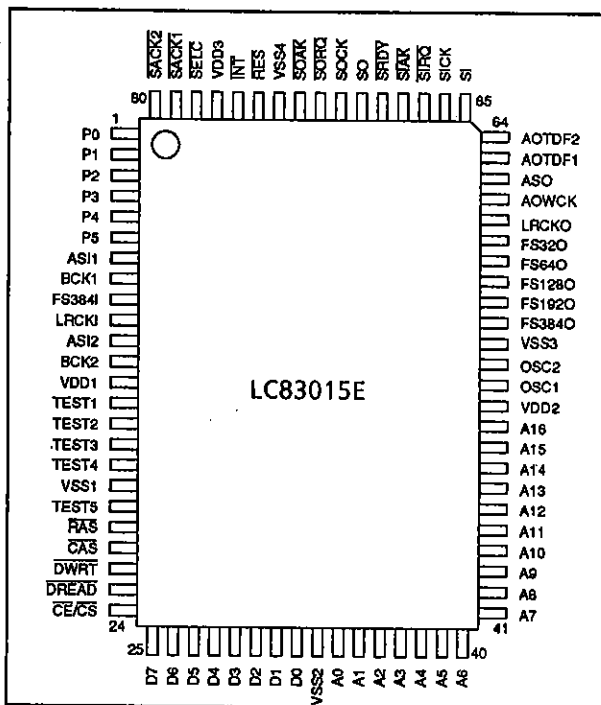 SACK2
SACK1
SELC
VDD3
INT
RES
VSS4
SOAK
SORQ
SOCK
SO
SRDY
SIAK
SIRQ
SICK
SI
80
65
1
64
P0
P1
P2
P3
P4
P5
ASI1
BCK1
FS384I
LRCKI
ASI2
BCK2
VDD1
TEST1
TEST2
TEST3
TEST4
VSS1
TEST5
RAS
CAS
DWRT
DREAD
CE/CS
LC83015E
AOTDF2
AOTDF1
ASO
AOWCK
LRCKO
FS32O
FS64O
FS128O
FS192O
FS384O
VSS3
OSC2
OSC1
VDD2
A16
A15
A14
A13
A12
A11
A10
A9
A8
A7
24
41
25
40
D7
D6
D5
D4
D3
D2
D1
D0
VSS2
A0
A1
A2
A3
A4
A5
A6